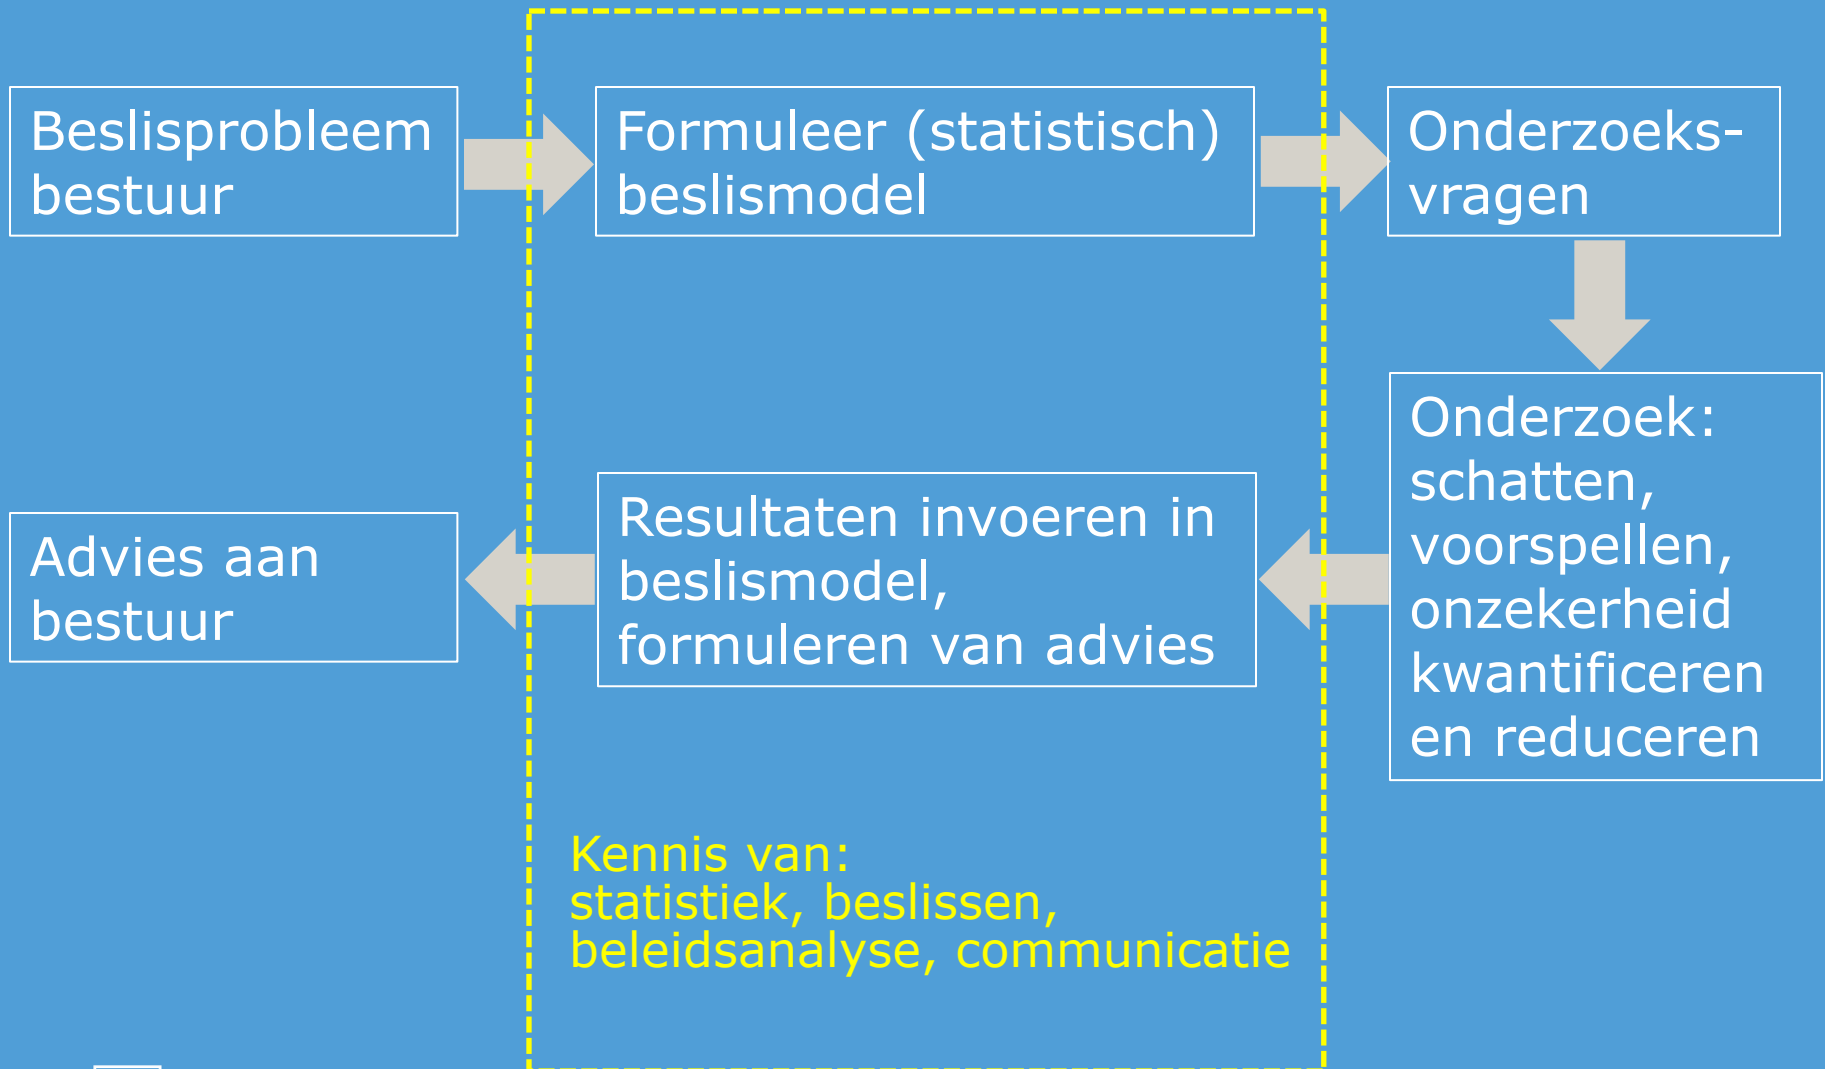 Beslisprobleem
bestuur
Formuleer (statistisch)
beslismodel
Onderzoeks-
vragen
Onderzoek:
schatten,
voorspellen,
onzekerheid
kwantificeren
en reduceren
Resultaten invoeren in
beslismodel,
formuleren van advies
Advies aan
bestuur
Kennis van:
statistiek, beslissen,
beleidsanalyse, communicatie